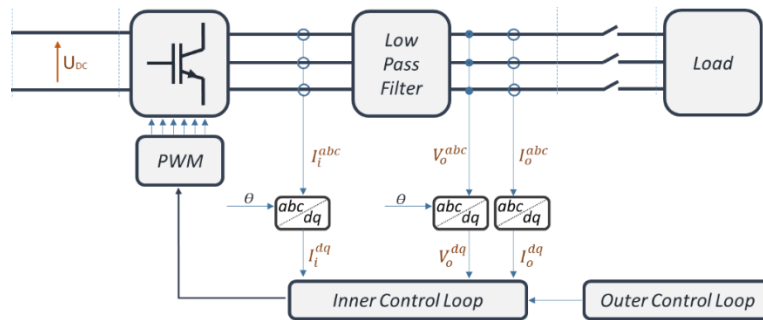 U_DC
Low
Pass
Filter
Load
PWM
I_i^{abc}
V_o^{abc}
I_o^{abc}
θ
abc
dq
θ
abc
dq
abc
dq
I_i^{dq}
V_o^{dq}
I_o^{dq}
Inner Control Loop
Outer Control Loop